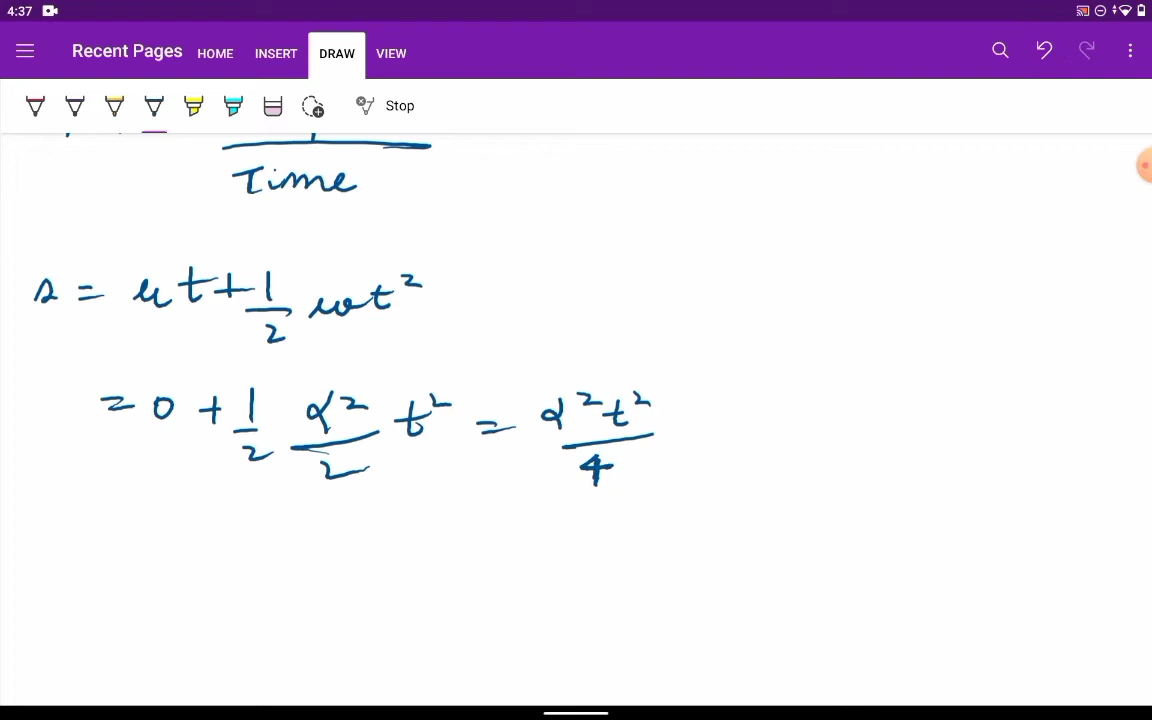 4:37
Recent Pages HOME INSERT DRAW VIEW
Stop
Time
s = ut + 1/2 wt²
= 0 + 1/2 α²/2 t² = α²t²/4